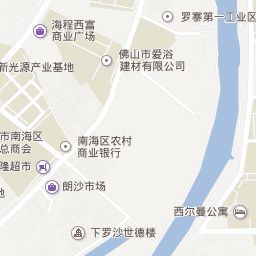 罗寨第一工业区
海程西富
商业广场
佛山市爱浴
建材有限公司
新光源产业基地
市南海区
总商会
南海区农村
商业银行
隆超市
朗沙市场
地
西尔曼公寓
下罗沙世德楼